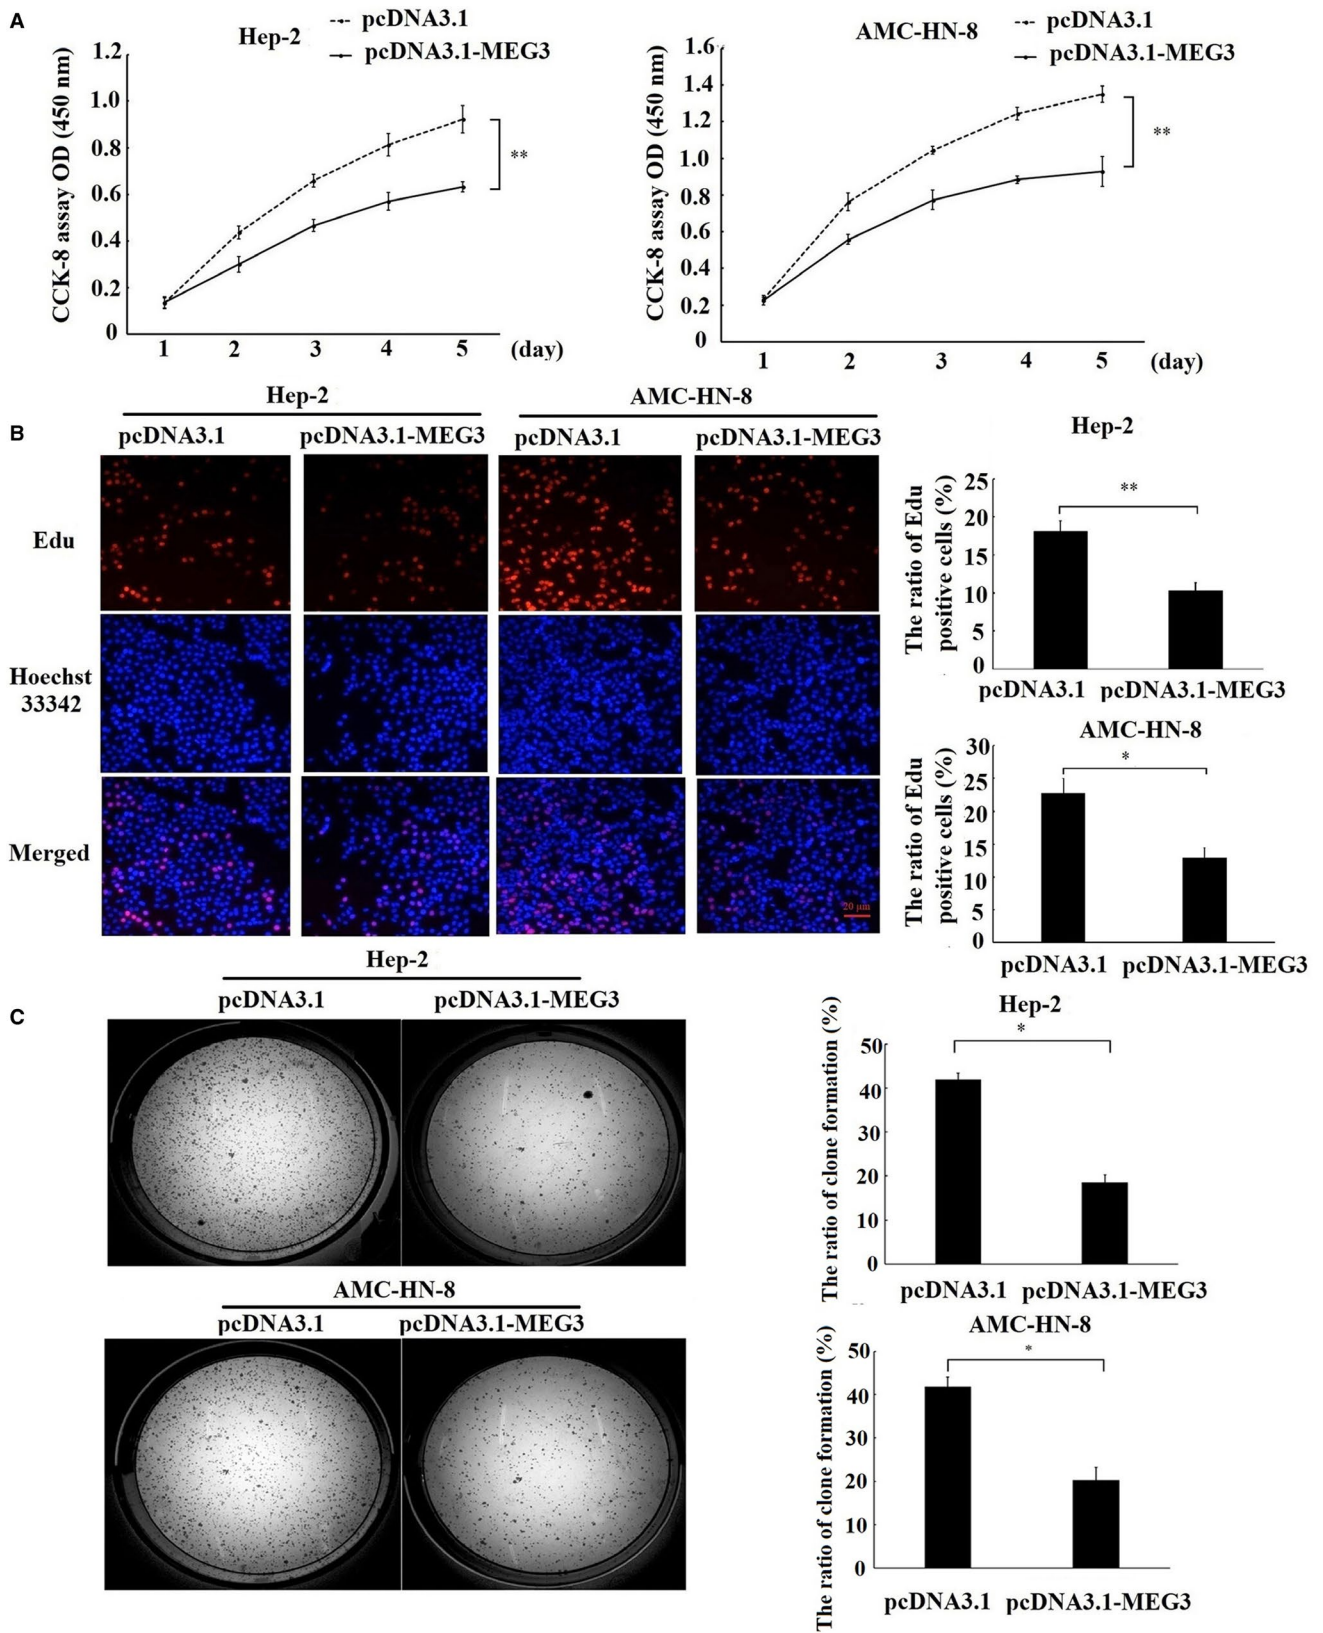 A
Hep-2
pcDNA3.1
pcDNA3.1-MEG3
CCK-8 assay OD (450 nm)
1.2
1.0
0.8
0.6
0.4
0.2
0
**
1
2
3
4
5
(day)
AMC-HN-8
pcDNA3.1
pcDNA3.1-MEG3
CCK-8 assay OD (450 nm)
1.6
1.4
1.2
1.0
0.8
0.6
0.4
0.2
0
**
1
2
3
4
5
(day)
B
Hep-2
AMC-HN-8
pcDNA3.1
pcDNA3.1-MEG3
pcDNA3.1
pcDNA3.1-MEG3
Edu
Hoechst
33342
Merged
20 μm
Hep-2
The ratio of Edu
positive cells (%)
25
20
15
10
5
0
**
pcDNA3.1
pcDNA3.1-MEG3
AMC-HN-8
The ratio of Edu
positive cells (%)
30
25
20
15
10
5
0
*
pcDNA3.1
pcDNA3.1-MEG3
C
Hep-2
pcDNA3.1
pcDNA3.1-MEG3
AMC-HN-8
pcDNA3.1
pcDNA3.1-MEG3
Hep-2
The ratio of clone formation (%)
50
40
30
20
10
0
*
pcDNA3.1
pcDNA3.1-MEG3
AMC-HN-8
The ratio of clone formation (%)
50
40
30
20
10
0
*
pcDNA3.1
pcDNA3.1-MEG3